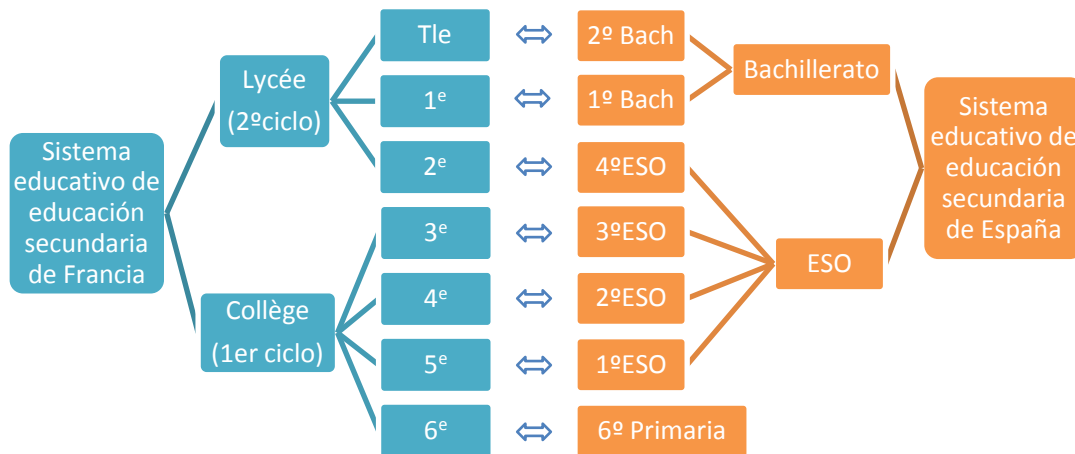 Sistema
educativo de
educación
secundaria
de Francia
Lycée
(2ºciclo)
Collège
(1er ciclo)
Tle
1e
2e
3e
4e
5e
6e
2º Bach
1º Bach
4ºESO
3ºESO
2ºESO
1ºESO
6º Primaria
Bachillerato
ESO
Sistema
educativo de
educación
secundaria
de España